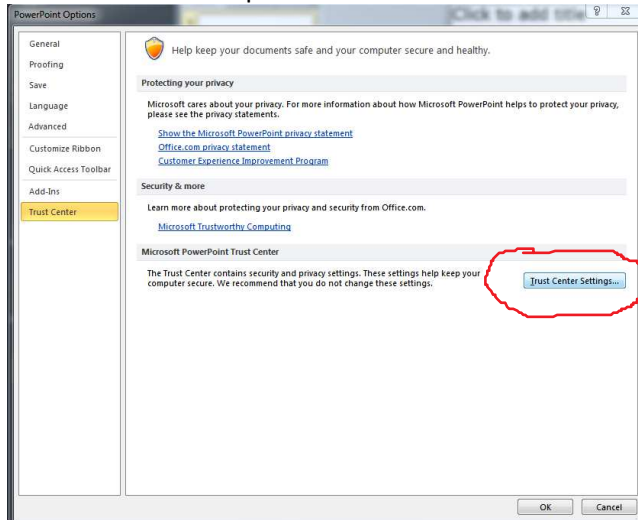 PowerPoint Options
Click to add title
General
Proofing
Save
Language
Advanced
Customize Ribbon
Quick Access Toolbar
Add-Ins
Trust Center
Help keep your documents safe and your computer secure and healthy.
Protecting your privacy
Microsoft cares about your privacy. For more information about how Microsoft PowerPoint helps to protect your privacy,
please see the privacy statements.
Show the Microsoft PowerPoint privacy statement
Office.com privacy statement
Customer Experience Improvement Program
Security & more
Learn more about protecting your privacy and security from Office.com.
Microsoft Trustworthy Computing
Microsoft PowerPoint Trust Center
The Trust Center contains security and privacy settings. These settings help keep your
computer secure. We recommend that you do not change these settings.
Trust Center Settings...
OK
Cancel